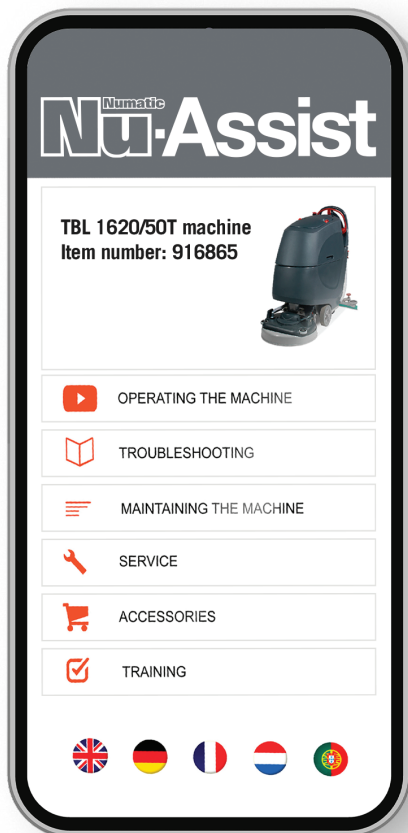 Numatic
Nu-Assist
TBL 1620/50T machine
Item number: 916865
OPERATING THE MACHINE
TROUBLESHOOTING
MAINTAINING THE MACHINE
SERVICE
ACCESSORIES
TRAINING